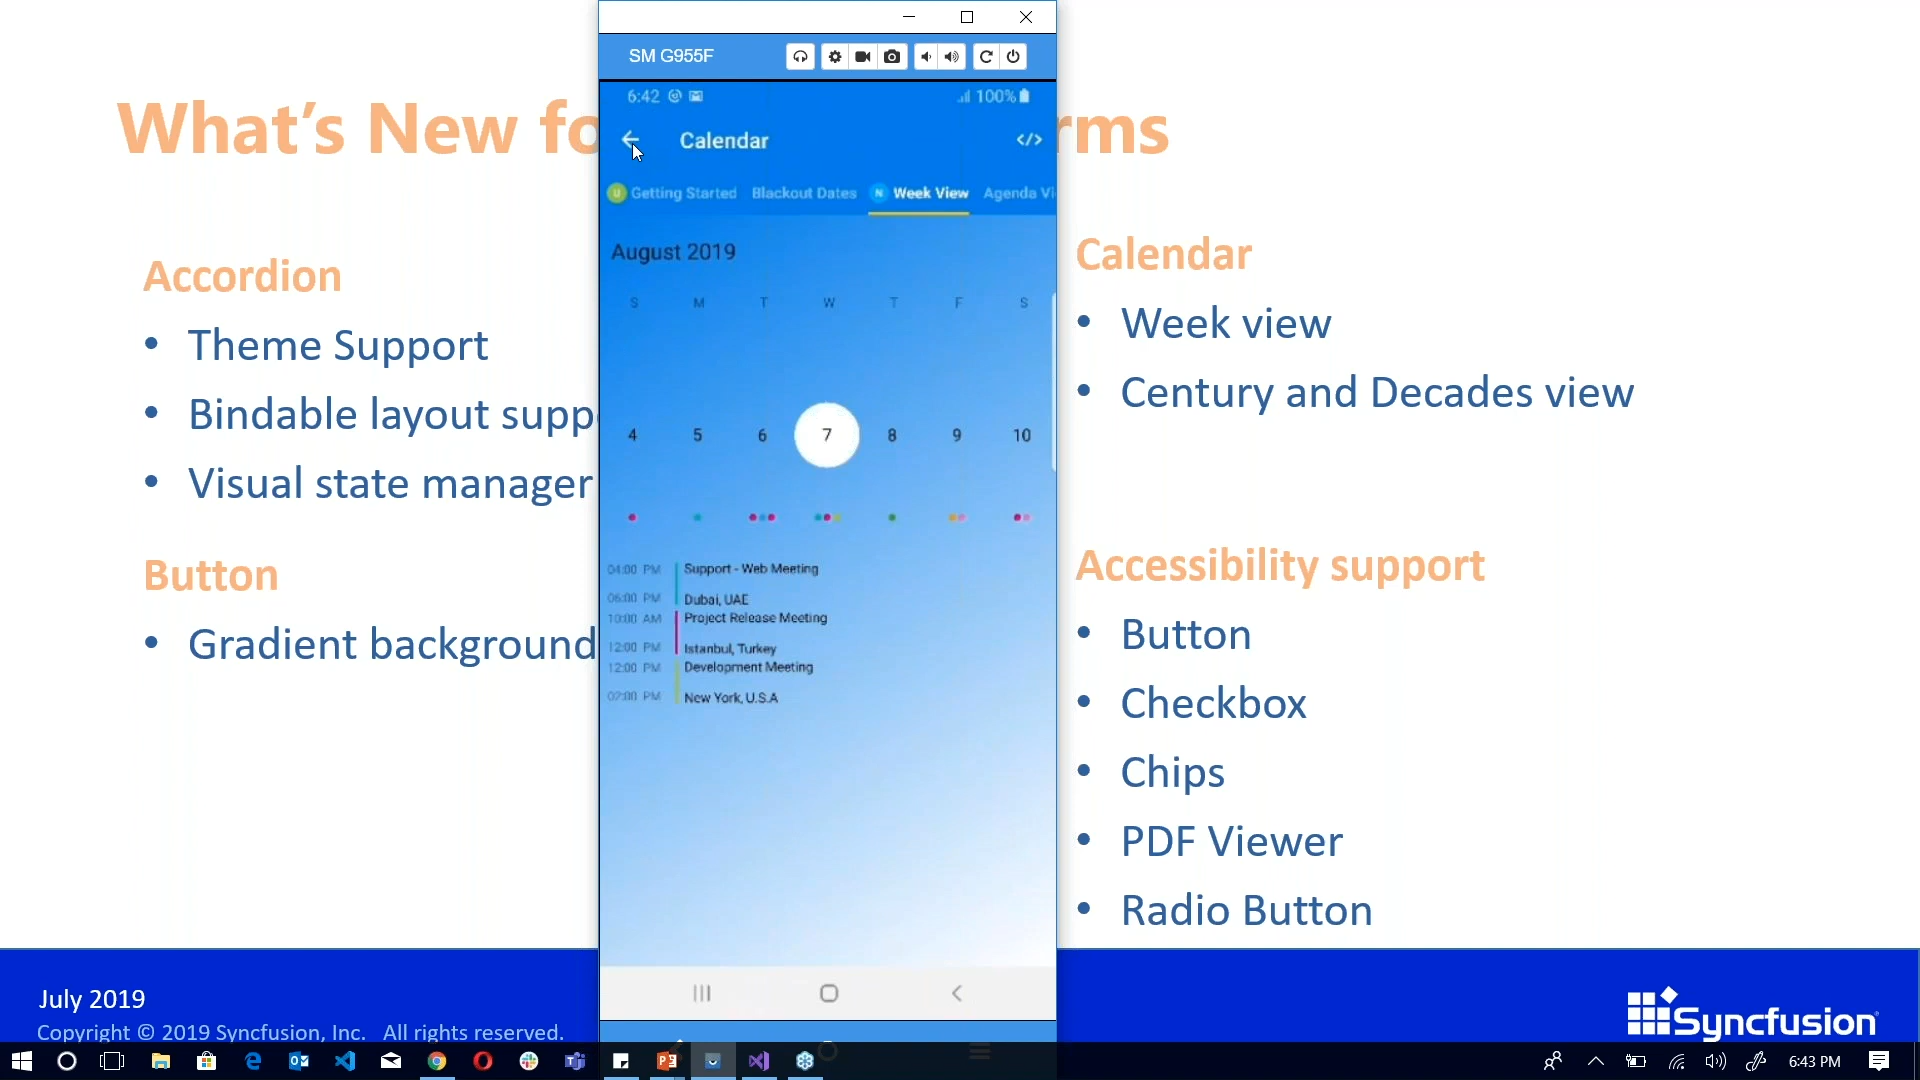 SM G955F
What's New fo
rms
6:42
100%
Calendar
</>
U Getting Started Blackout Dates N Week View Agenda Vi
August 2019
S M T W T F S
4 5 6 7 8 9 10
04:00 PM Support - Web Meeting
06:00 PM Dubai, UAE
10:00 AM Project Release Meeting
12:00 PM Istanbul, Turkey
12:00 PM Development Meeting
02:00 PM New York, U.S.A
Accordion
• Theme Support
• Bindable layout supp
• Visual state manager
Button
• Gradient background
Calendar
• Week view
• Century and Decades view
Accessibility support
• Button
• Checkbox
• Chips
• PDF Viewer
• Radio Button
July 2019
Copyright © 2019 Syncfusion, Inc. All rights reserved.
Syncfusion
6:43 PM